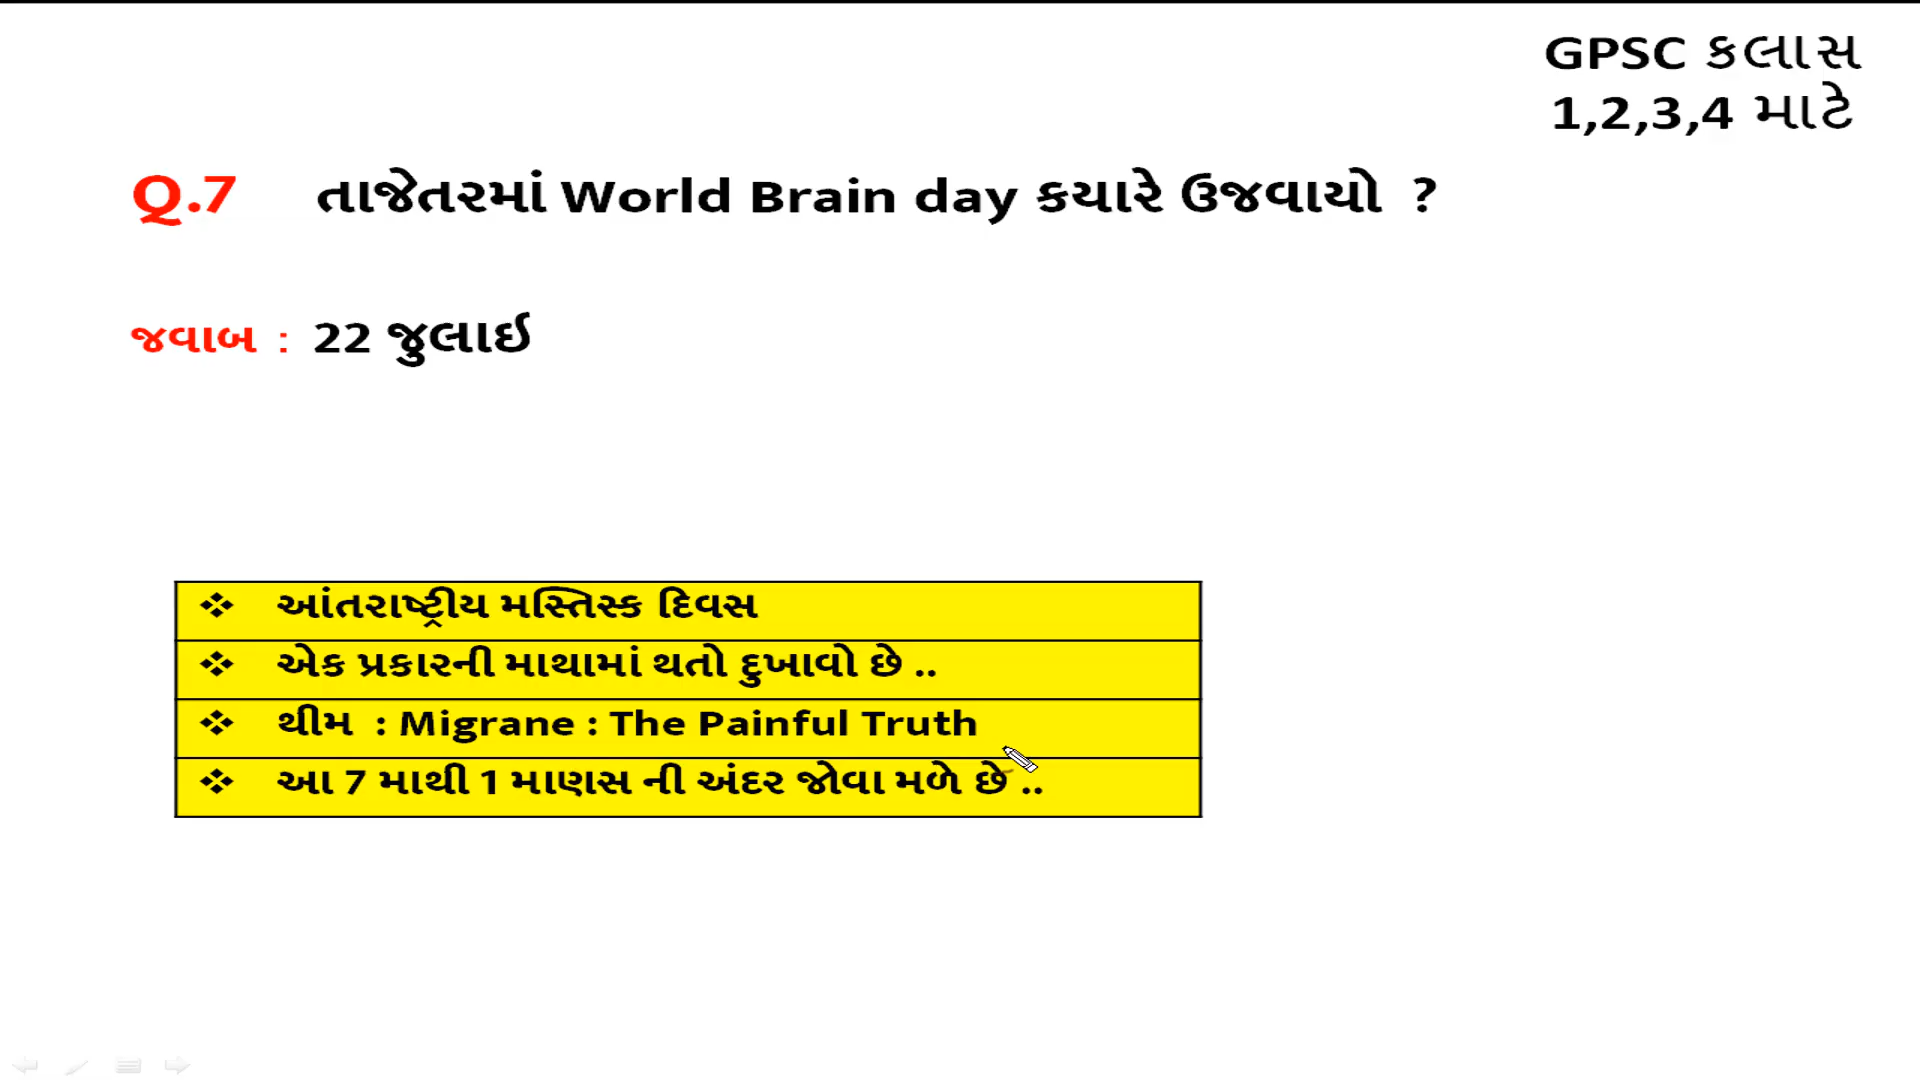 GPSC કલાસ
1,2,3,4 માટે
Q.7 તાજેતરમાં World Brain day કયારે ઉજવાયો ?
જવાબ : 22 જુલાઇ
❖ આંતરાષ્ટ્રીય મસ્તિસ્ક દિવસ
❖ એક પ્રકારની માથામાં થતો દુખાવો છે ..
❖ થીમ : Migrane : The Painful Truth
❖ આ 7 માથી 1 માણસ ની અંદર જોવા મળે છે ..